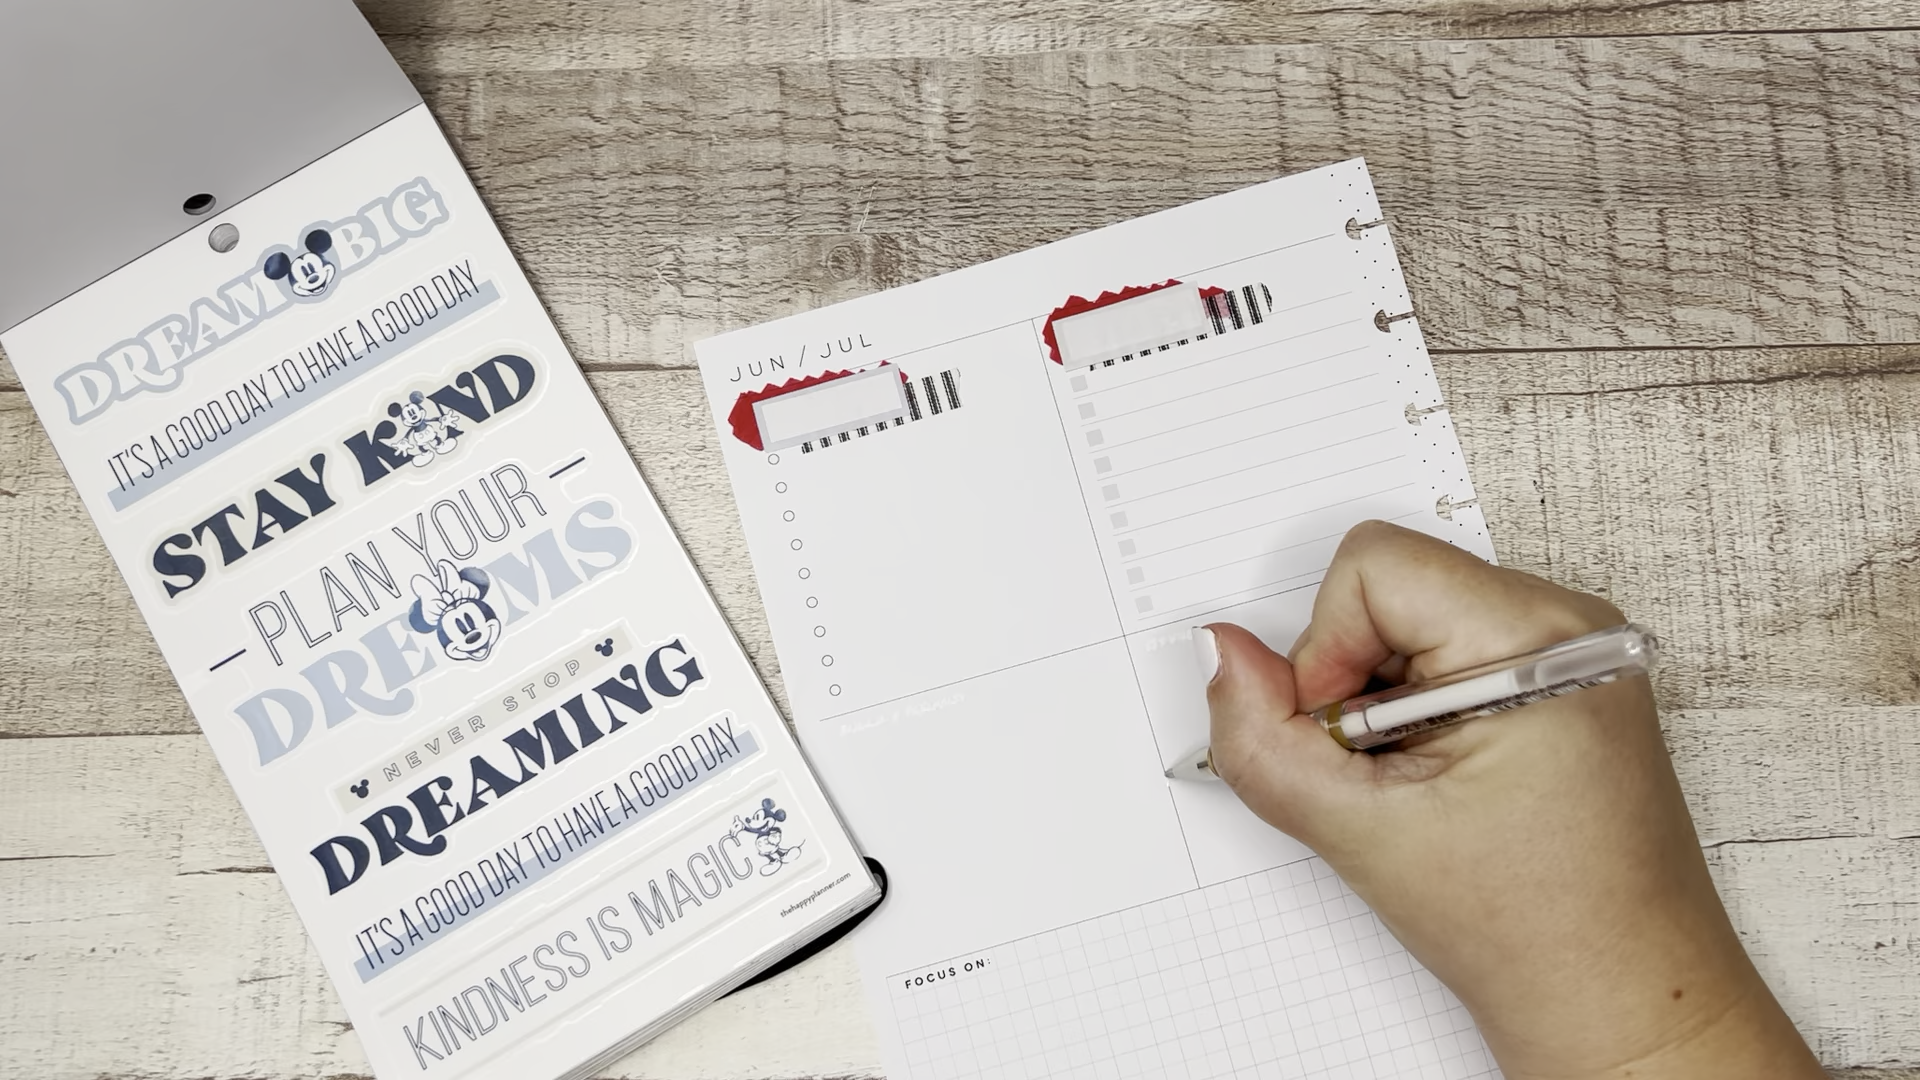 DREAM BIG
IT'S A GOOD DAY TO HAVE A GOOD DAY
STAY KIND
PLAN YOUR
DREAMS
NEVER STOP
DREAMING
IT'S A GOOD DAY TO HAVE A GOOD DAY
KINDNESS IS MAGIC
thehappyplanner.com
JUN / JUL
FOCUS ON: